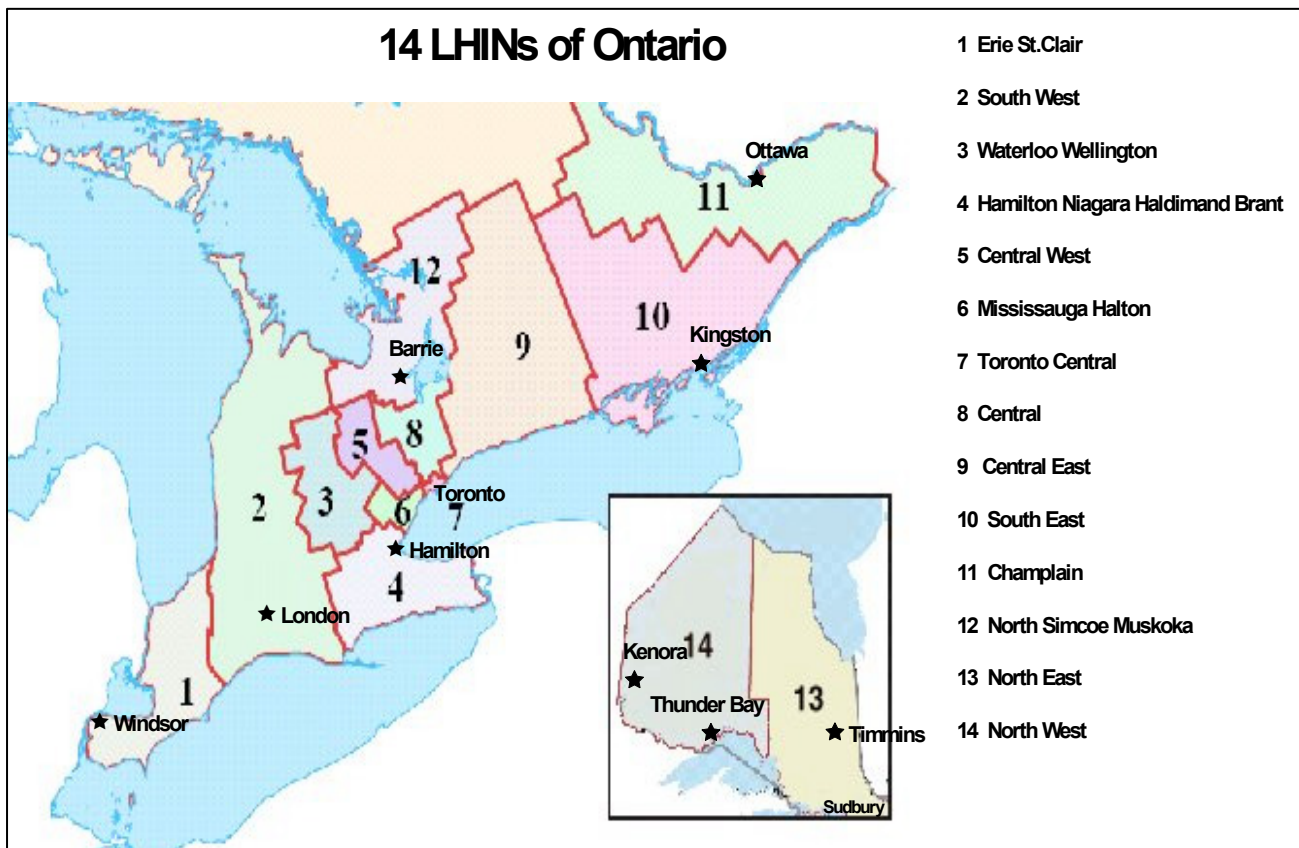 14 LHINs of Ontario
1 Erie St.Clair
2 South West
3 Waterloo Wellington
4 Hamilton Niagara Haldimand Brant
5 Central West
6 Mississauga Halton
7 Toronto Central
8 Central
9 Central East
10 South East
11 Champlain
12 North Simcoe Muskoka
13 North East
14 North West
Ottawa
11
12
10
9
Barrie
Kingston
8
5
Toronto
2
3
6
7
Hamilton
4
London
1
Windsor
Kenora
14
Thunder Bay
13
Timmins
Sudbury